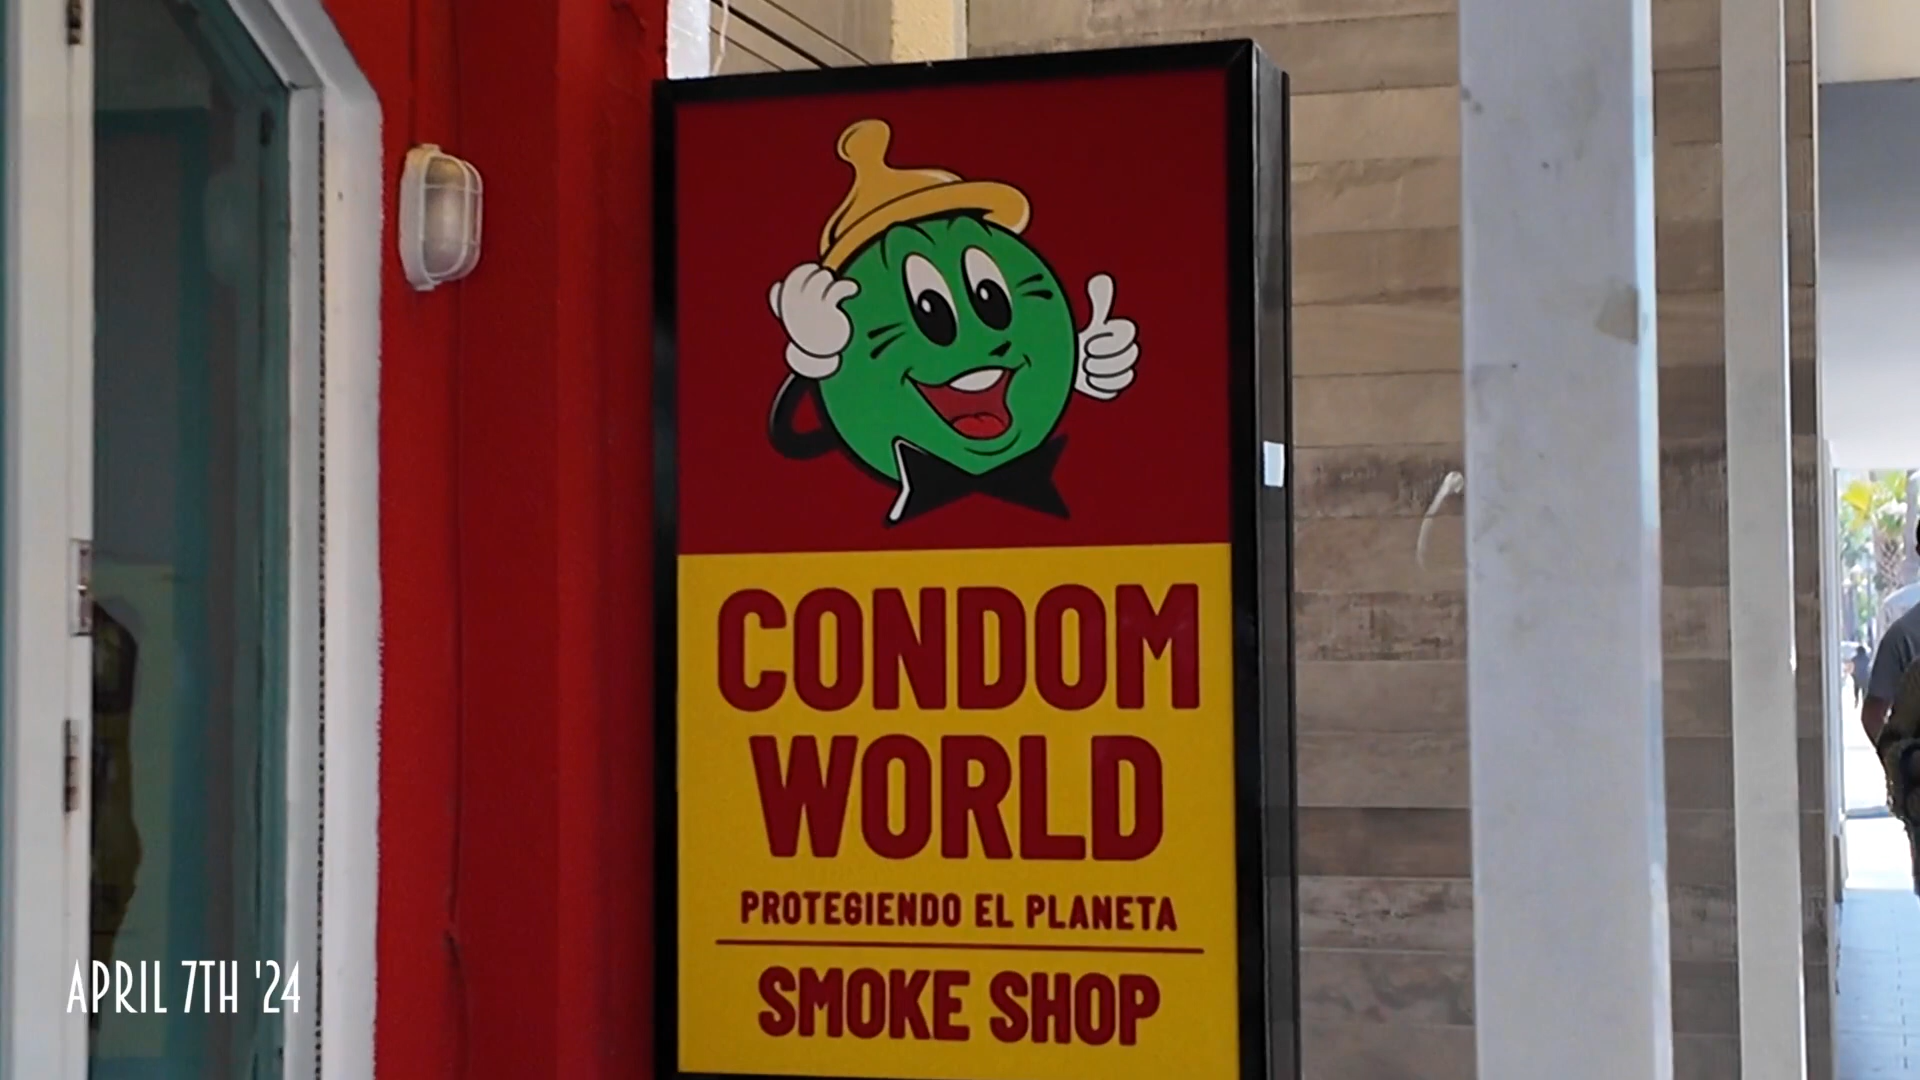 CONDOM
WORLD
PROTEGIENDO EL PLANETA
SMOKE SHOP
APRIL 7TH '24